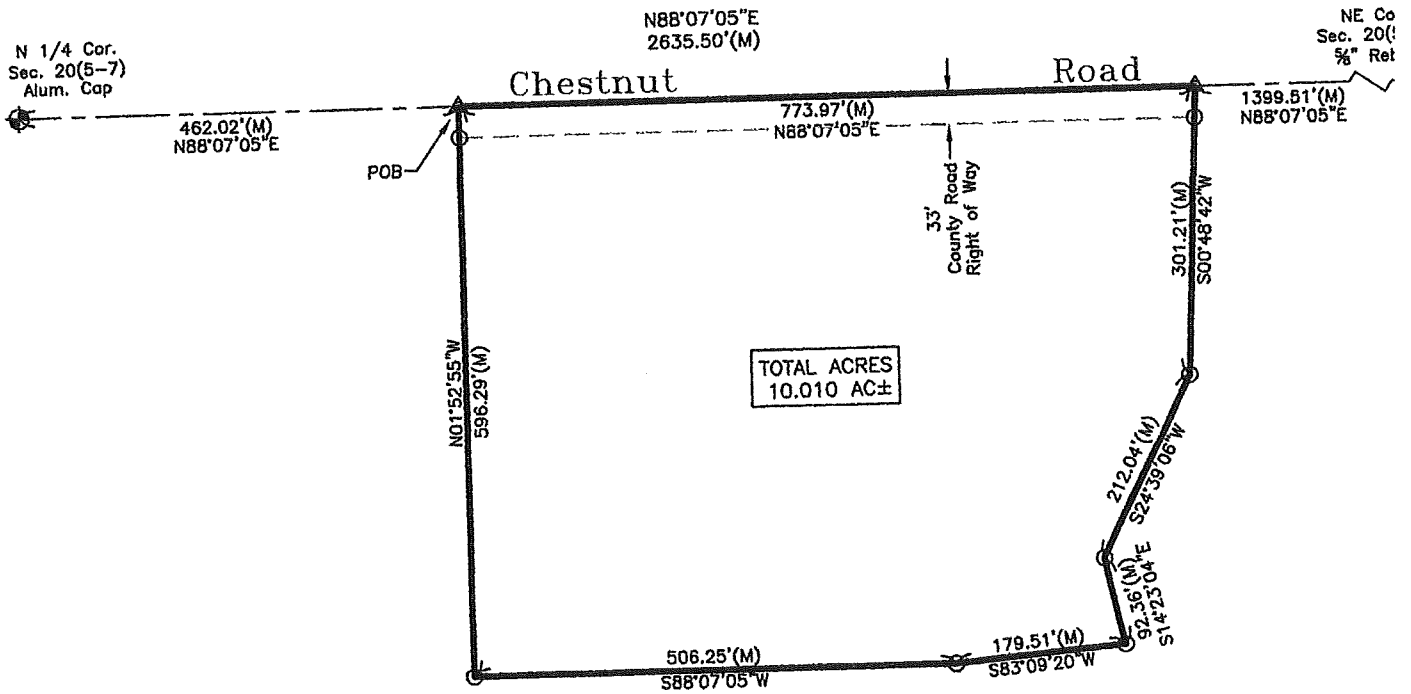 N88°07'05"E
2635.50'(M)
N 1/4 Cor.
Sec. 20(5-7)
Alum. Cap
NE Co
Sec. 20(5
5/8" Reb
Chestnut Road
462.02'(M)
N88°07'05"E
773.97'(M)
N88°07'05"E
1399.51'(M)
N88°07'05"E
POB
33'
County Road
Right of Way
301.21'(M)
S00°48'42"W
N01°52'55"W
596.29'(M)
TOTAL ACRES
10.010 AC±
212.04'(M)
S24°39'06"W
92.36'(M)
S14°23'04"E
179.51'(M)
S83°09'20"W
506.25'(M)
S88°07'05"W